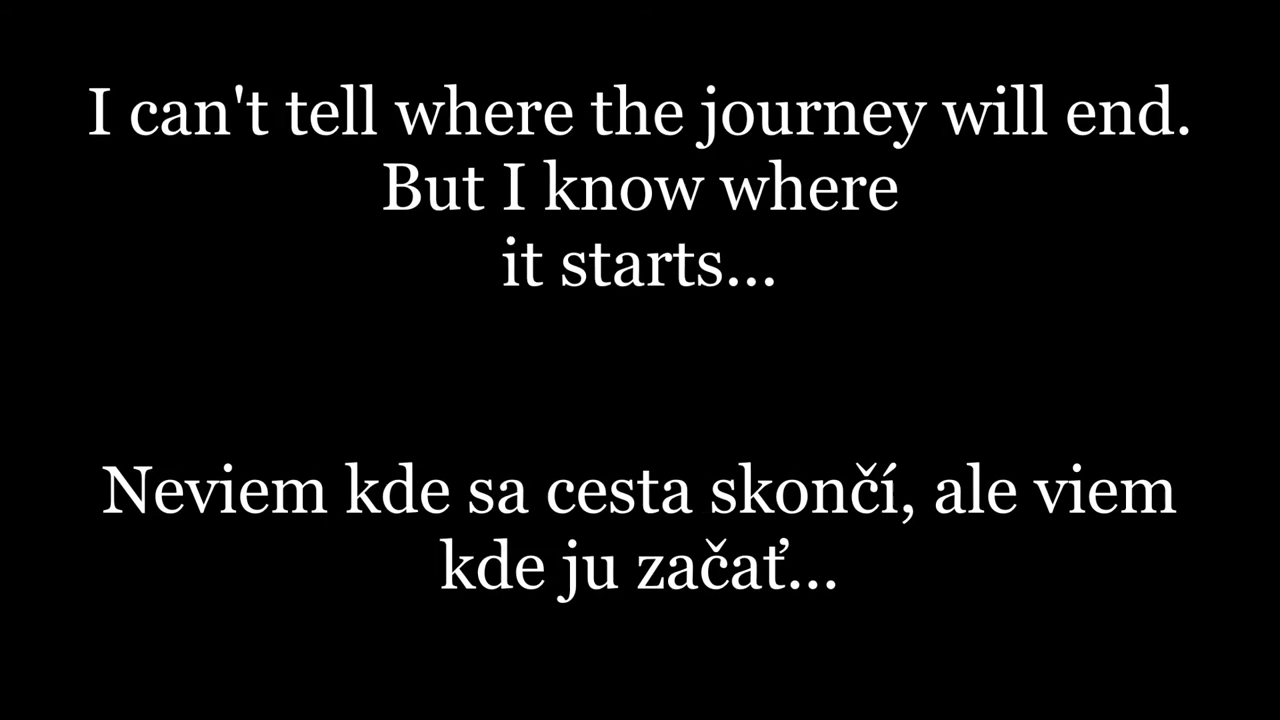 I can't tell where the journey will end.
But I know where
it starts...
Neviem kde sa cesta skončí, ale viem
kde ju začať...